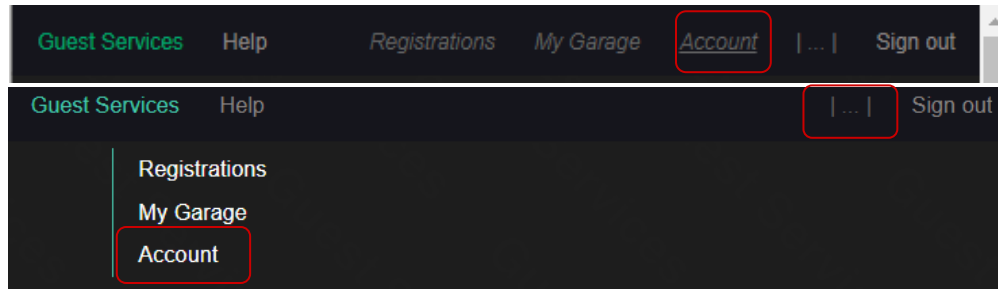 Guest Services Help Registrations My Garage Account | ... | Sign out
Guest Services Help | ... | Sign out
Registrations
My Garage
Account